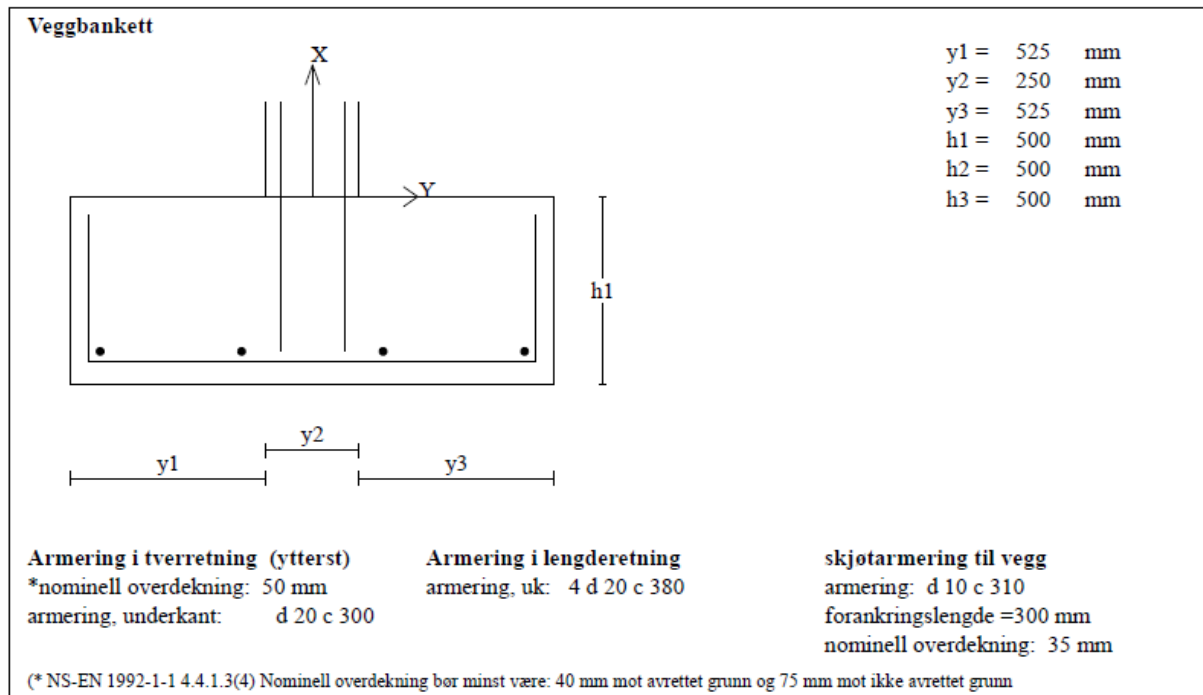 Veggbankett
y1 = 525 mm
y2 = 250 mm
y3 = 525 mm
h1 = 500 mm
h2 = 500 mm
h3 = 500 mm
X
Y
h1
y2
y1
y3
Armering i tverretning (ytterst)
*nominell overdekning: 50 mm
armering, underkant: d 20 c 300
Armering i lengderetning
armering, uk: 4 d 20 c 380
skjøtarmering til vegg
armering: d 10 c 310
forankringslengde =300 mm
nominell overdekning: 35 mm
(* NS-EN 1992-1-1 4.4.1.3(4) Nominell overdekning bør minst være: 40 mm mot avrettet grunn og 75 mm mot ikke avrettet grunn